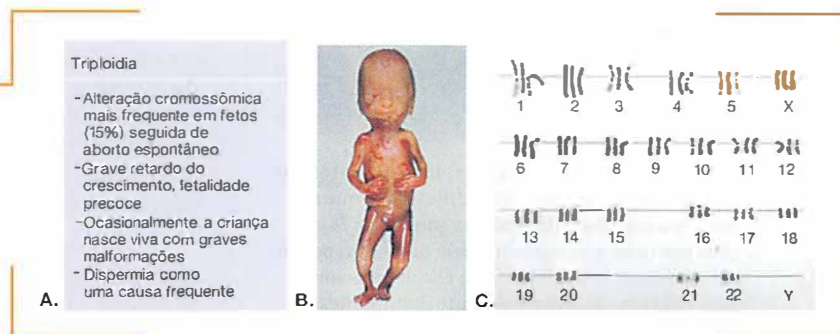 Triploidia
-Alteração cromossômica
mais frequente em fetos
(15%) seguida de
aborto espontâneo
-Grave retardo do
crescimento, letalidade
precoce
-Ocasionalmente a criança
nasce viva com graves
malformações
- Dispermia como
uma causa frequente
A.
B.
C.
1 2 3 4 5 X
6 7 8 9 10 11 12
13 14 15 16 17 18
19 20 21 22 Y